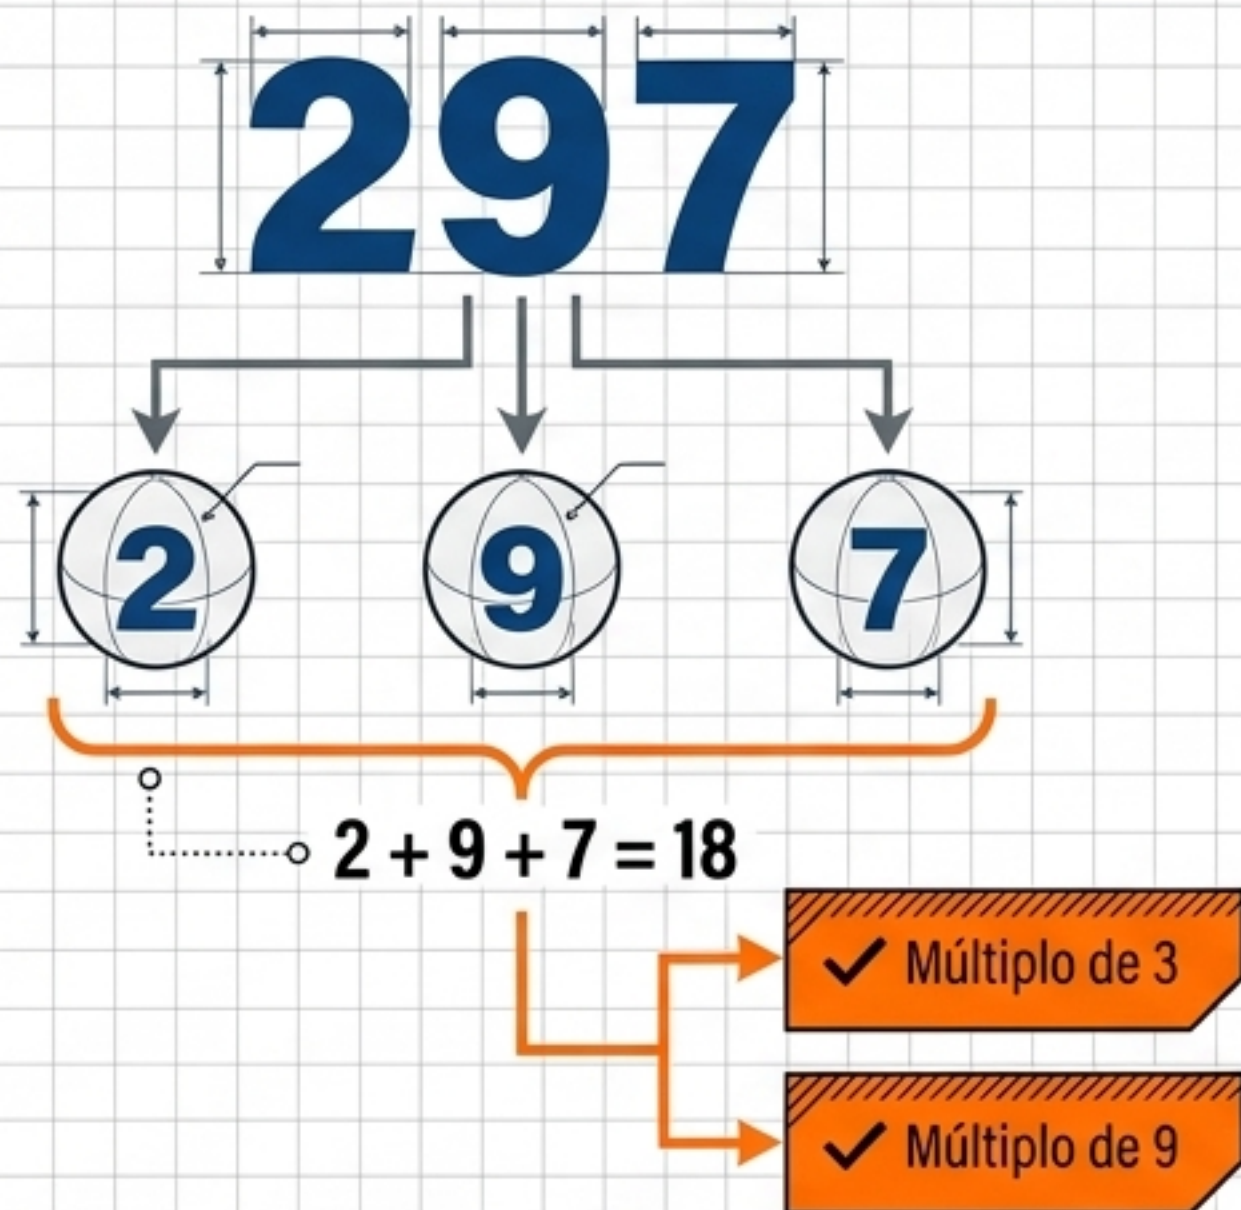 297
2 9 7
2 + 9 + 7 = 18
✓ Múltiplo de 3
✓ Múltiplo de 9